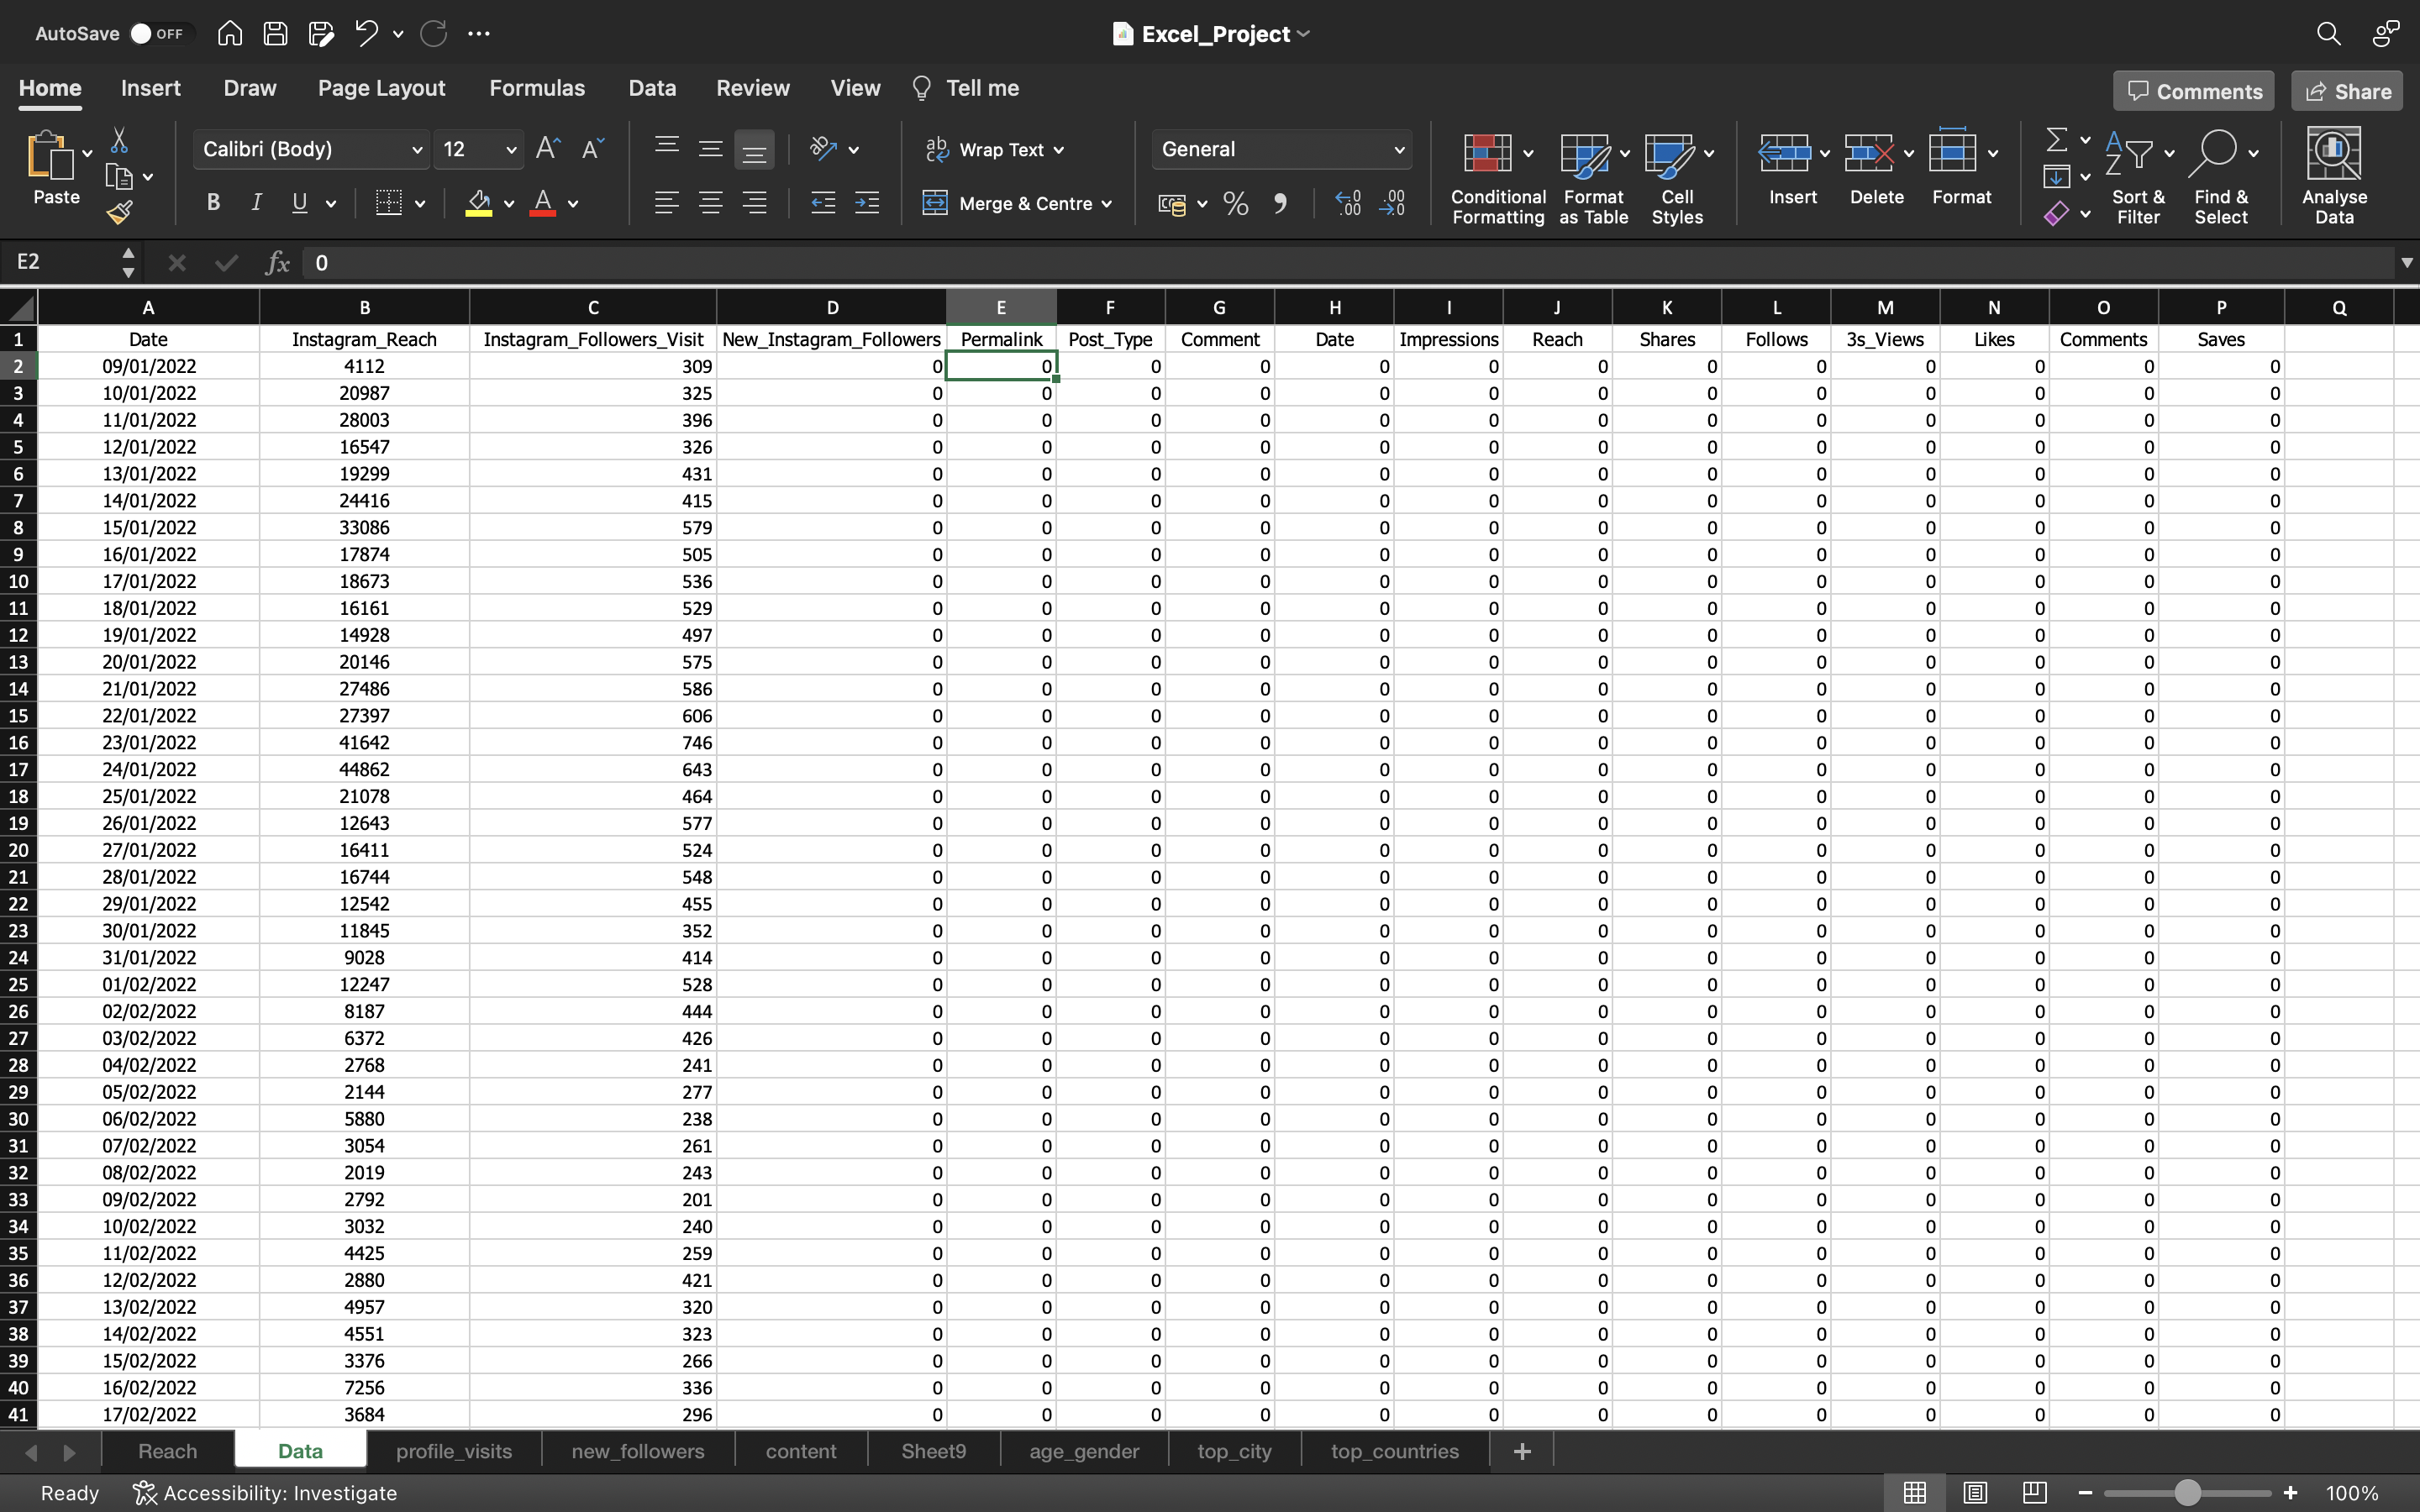 AutoSave OFF Excel_Project
Home Insert Draw Page Layout Formulas Data Review View Tell me Comments Share
Paste Calibri (Body) 12 Wrap Text General Conditional Formatting Format as Table Cell Styles Insert Delete Format Sort & Filter Find & Select Analyse Data
B I U Merge & Centre
E2 fx 0
A B C D E F G H I J K L M N O P Q
1 Date Instagram_Reach Instagram_Followers_Visit New_Instagram_Followers Permalink Post_Type Comment Date Impressions Reach Shares Follows 3s_Views Likes Comments Saves
2 09/01/2022 4112 309 0 0 0 0 0 0 0 0 0 0 0 0 0
3 10/01/2022 20987 325 0 0 0 0 0 0 0 0 0 0 0 0 0
4 11/01/2022 28003 396 0 0 0 0 0 0 0 0 0 0 0 0 0
5 12/01/2022 16547 326 0 0 0 0 0 0 0 0 0 0 0 0 0
6 13/01/2022 19299 431 0 0 0 0 0 0 0 0 0 0 0 0 0
7 14/01/2022 24416 415 0 0 0 0 0 0 0 0 0 0 0 0 0
8 15/01/2022 33086 579 0 0 0 0 0 0 0 0 0 0 0 0 0
9 16/01/2022 17874 505 0 0 0 0 0 0 0 0 0 0 0 0 0
10 17/01/2022 18673 536 0 0 0 0 0 0 0 0 0 0 0 0 0
11 18/01/2022 16161 529 0 0 0 0 0 0 0 0 0 0 0 0 0
12 19/01/2022 14928 497 0 0 0 0 0 0 0 0 0 0 0 0 0
13 20/01/2022 20146 575 0 0 0 0 0 0 0 0 0 0 0 0 0
14 21/01/2022 27486 586 0 0 0 0 0 0 0 0 0 0 0 0 0
15 22/01/2022 27397 606 0 0 0 0 0 0 0 0 0 0 0 0 0
16 23/01/2022 41642 746 0 0 0 0 0 0 0 0 0 0 0 0 0
17 24/01/2022 44862 643 0 0 0 0 0 0 0 0 0 0 0 0 0
18 25/01/2022 21078 464 0 0 0 0 0 0 0 0 0 0 0 0 0
19 26/01/2022 12643 577 0 0 0 0 0 0 0 0 0 0 0 0 0
20 27/01/2022 16411 524 0 0 0 0 0 0 0 0 0 0 0 0 0
21 28/01/2022 16744 548 0 0 0 0 0 0 0 0 0 0 0 0 0
22 29/01/2022 12542 455 0 0 0 0 0 0 0 0 0 0 0 0 0
23 30/01/2022 11845 352 0 0 0 0 0 0 0 0 0 0 0 0 0
24 31/01/2022 9028 414 0 0 0 0 0 0 0 0 0 0 0 0 0
25 01/02/2022 12247 528 0 0 0 0 0 0 0 0 0 0 0 0 0
26 02/02/2022 8187 444 0 0 0 0 0 0 0 0 0 0 0 0 0
27 03/02/2022 6372 426 0 0 0 0 0 0 0 0 0 0 0 0 0
28 04/02/2022 2768 241 0 0 0 0 0 0 0 0 0 0 0 0 0
29 05/02/2022 2144 277 0 0 0 0 0 0 0 0 0 0 0 0 0
30 06/02/2022 5880 238 0 0 0 0 0 0 0 0 0 0 0 0 0
31 07/02/2022 3054 261 0 0 0 0 0 0 0 0 0 0 0 0 0
32 08/02/2022 2019 243 0 0 0 0 0 0 0 0 0 0 0 0 0
33 09/02/2022 2792 201 0 0 0 0 0 0 0 0 0 0 0 0 0
34 10/02/2022 3032 240 0 0 0 0 0 0 0 0 0 0 0 0 0
35 11/02/2022 4425 259 0 0 0 0 0 0 0 0 0 0 0 0 0
36 12/02/2022 2880 421 0 0 0 0 0 0 0 0 0 0 0 0 0
37 13/02/2022 4957 320 0 0 0 0 0 0 0 0 0 0 0 0 0
38 14/02/2022 4551 323 0 0 0 0 0 0 0 0 0 0 0 0 0
39 15/02/2022 3376 266 0 0 0 0 0 0 0 0 0 0 0 0 0
40 16/02/2022 7256 336 0 0 0 0 0 0 0 0 0 0 0 0 0
41 17/02/2022 3684 296 0 0 0 0 0 0 0 0 0 0 0 0 0
Reach Data profile_visits new_followers content Sheet9 age_gender top_city top_countries +
Ready Accessibility: Investigate 100%